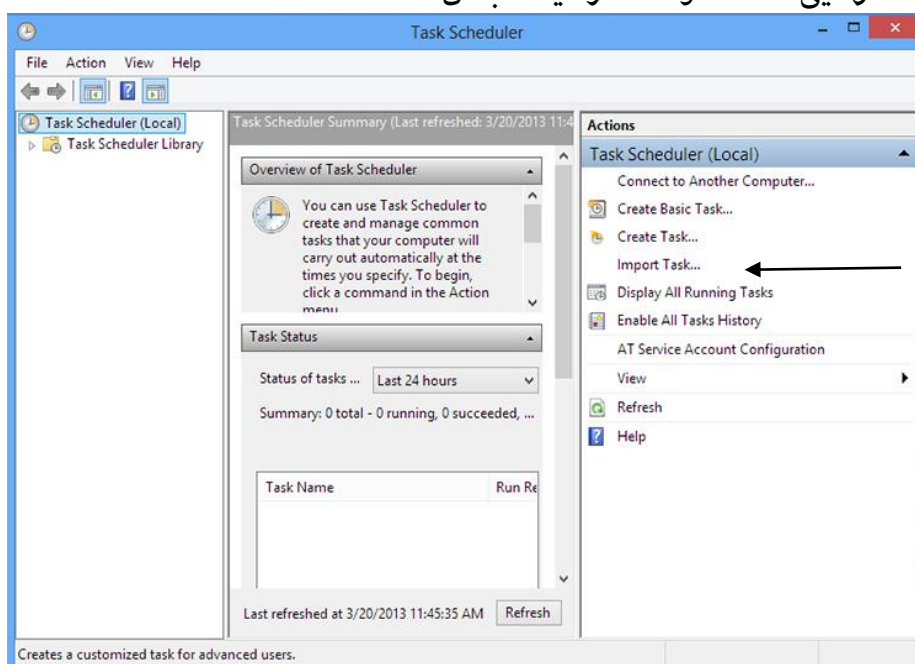 Task Scheduler
File Action View Help
Task Scheduler (Local)
Task Scheduler Library
Task Scheduler Summary (Last refreshed: 3/20/2013 11:4
Overview of Task Scheduler
You can use Task Scheduler to
create and manage common
tasks that your computer will
carry out automatically at the
times you specify. To begin,
click a command in the Action
menu
Task Status
Status of tasks ... Last 24 hours
Summary: 0 total - 0 running, 0 succeeded, ...
Task Name Run Re
Last refreshed at 3/20/2013 11:45:35 AM Refresh
Actions
Task Scheduler (Local)
Connect to Another Computer...
Create Basic Task...
Create Task...
Import Task...
Display All Running Tasks
Enable All Tasks History
AT Service Account Configuration
View
Refresh
Help
Creates a customized task for advanced users.